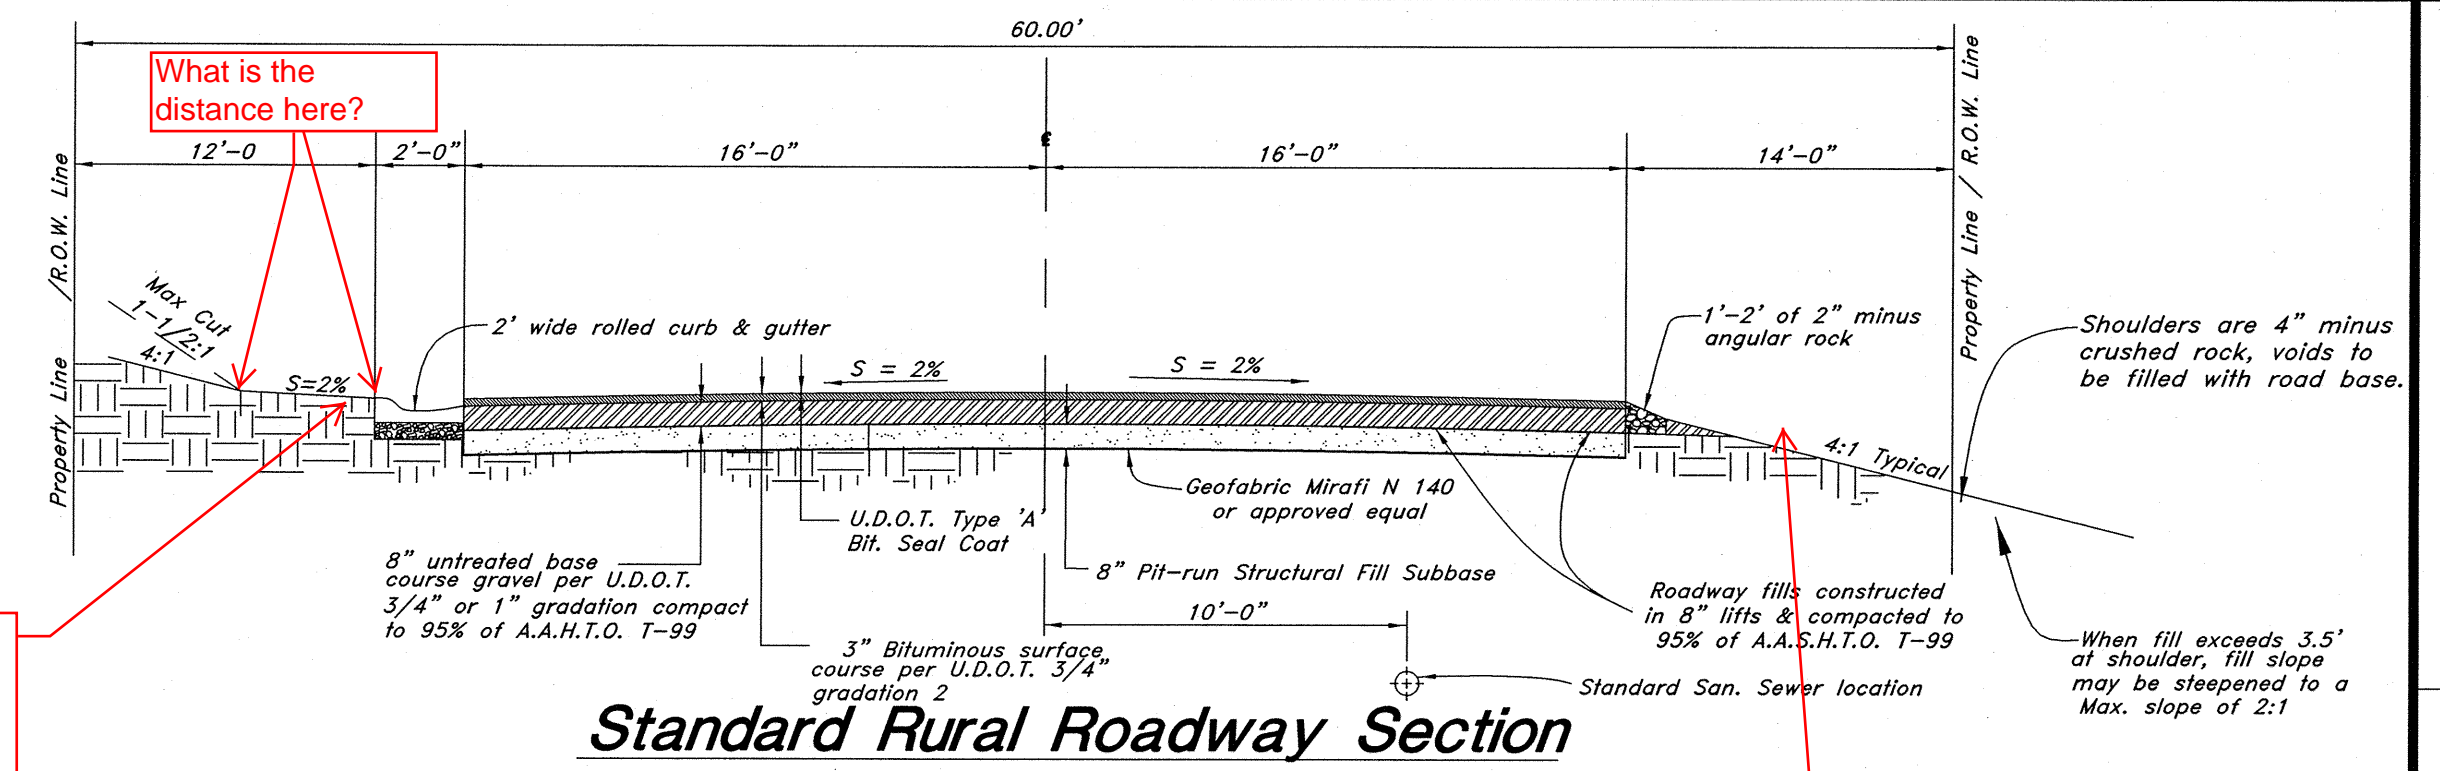 60.00'
What is the
distance here?
12'-0
2'-0"
16'-0"
16'-0"
14'-0"
Property Line /R.O.W. Line
Property Line / R.O.W. Line
Max Cut
1-1/2:1
4:1
S=2%
2' wide rolled curb & gutter
S = 2%
S = 2%
1'-2' of 2" minus
angular rock
Shoulders are 4" minus
crushed rock, voids to
be filled with road base.
4:1 Typical
Geofabric Mirafi N 140
or approved equal
U.D.O.T. Type 'A'
Bit. Seal Coat
8" untreated base
course gravel per U.D.O.T.
3/4" or 1" gradation compact
to 95% of A.A.H.T.O. T-99
8" Pit-run Structural Fill Subbase
10'-0"
Roadway fills constructed
in 8" lifts & compacted to
95% of A.A.S.H.T.O. T-99
3" Bituminous surface
course per U.D.O.T. 3/4"
gradation 2
Standard San. Sewer location
When fill exceeds 3.5'
at shoulder, fill slope
may be steepened to a
Max. slope of 2:1
Standard Rural Roadway Section